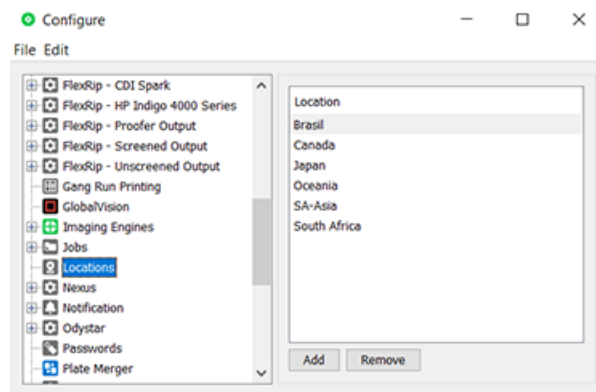 Configure
File Edit
FlexRip - CDI Spark
FlexRip - HP Indigo 4000 Series
FlexRip - Proofer Output
FlexRip - Screened Output
FlexRip - Unscreened Output
Gang Run Printing
GlobalVision
Imaging Engines
Jobs
Locations
Nexus
Notification
Odystar
Passwords
Plate Merger
Location
Brasil
Canada
Japan
Oceania
SA-Asia
South Africa
Add Remove